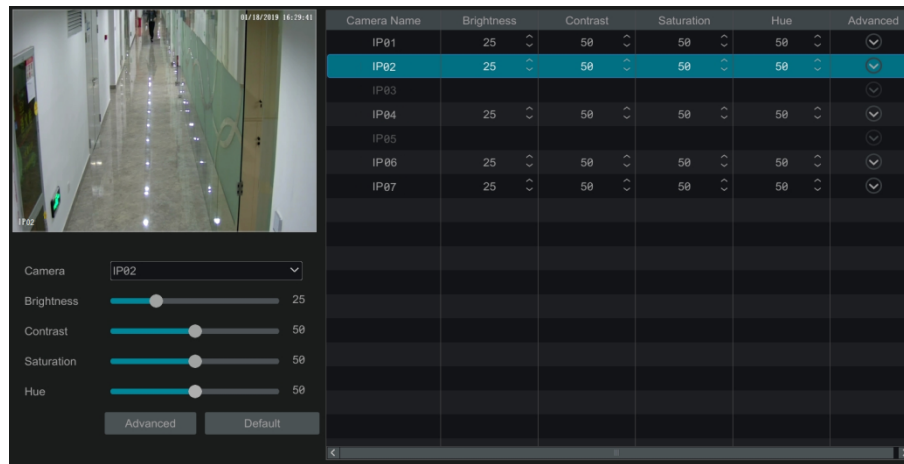 01/18/2019 16:29:41
IP02
Camera IP02
Brightness 25
Contrast 50
Saturation 50
Hue 50
Advanced Default
Camera Name Brightness Contrast Saturation Hue Advanced
IP01 25 50 50 50
IP02 25 50 50 50
IP03
IP04 25 50 50 50
IP05
IP06 25 50 50 50
IP07 25 50 50 50